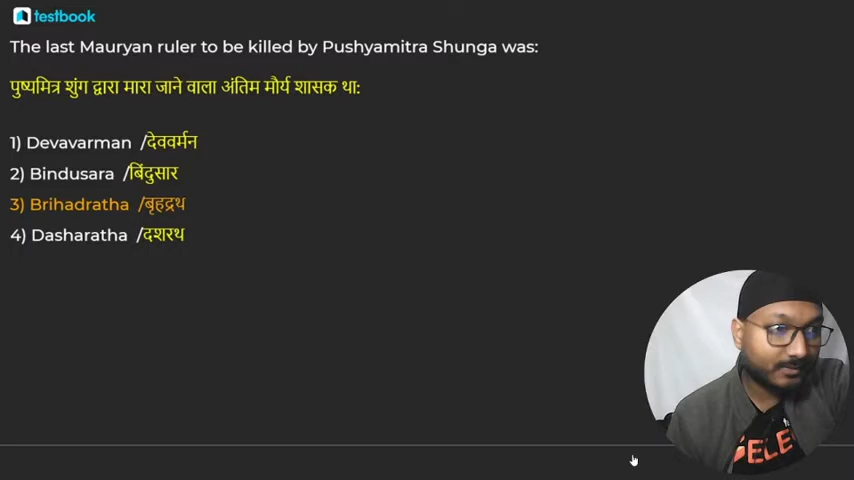 testbook
The last Mauryan ruler to be killed by Pushyamitra Shunga was:
पुष्यमित्र शुंग द्वारा मारा जाने वाला अंतिम मौर्य शासक था:
1) Devavarman /देववर्मन
2) Bindusara /बिंदुसार
3) Brihadratha /बृहद्रथ
4) Dasharatha /दशरथ